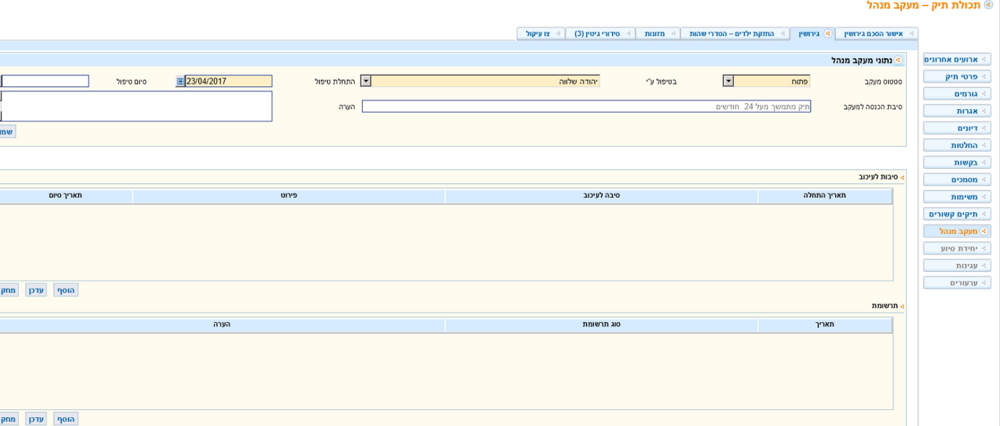 תכולת תיק – מעקב מנהל
אישור הסכם גירושין
גירושין
החזקת ילדים – הסדרי שהות
מזונות
סידורי גיטין (3)
צו עיקול
ארועים אחרונים
פרטי תיק
גורמים
אגרות
דיונים
החלטות
בקשות
מסמכים
משימות
תיקים קשורים
מעקב מנהל
יחידת סיוע
עגינות
ערעורים
נתוני מעקב מנהל
סטטוס מעקב פתוח בטיפול ע"י יהודה שלווה התחלת טיפול 23/04/2017 סיום טיפול
סיבת הכנסה למעקב תיק מתמשך מעל 24 חודשים הערה
סיבות לעיכוב
תאריך התחלה סיבה לעיכוב פירוט תאריך סיום
הוסף עדכן מחק
תרשומת
תאריך סוג תרשומת הערה
הוסף עדכן מחק